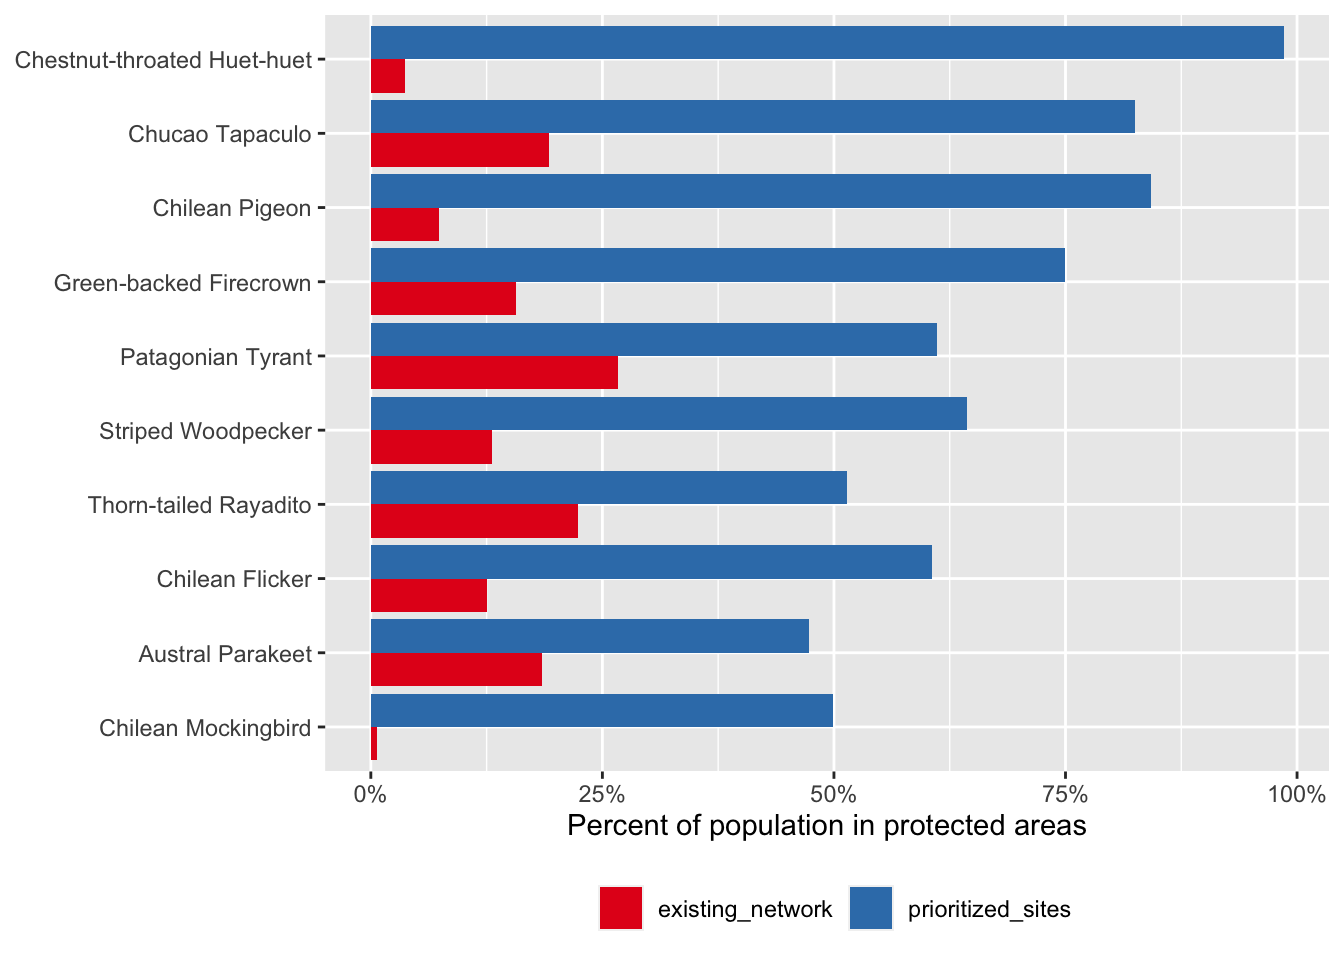 Chestnut-throated Huet-huet
Chucao Tapaculo
Chilean Pigeon
Green-backed Firecrown
Patagonian Tyrant
Striped Woodpecker
Thorn-tailed Rayadito
Chilean Flicker
Austral Parakeet
Chilean Mockingbird
0% 25% 50% 75% 100%
Percent of population in protected areas
existing_network prioritized_sites